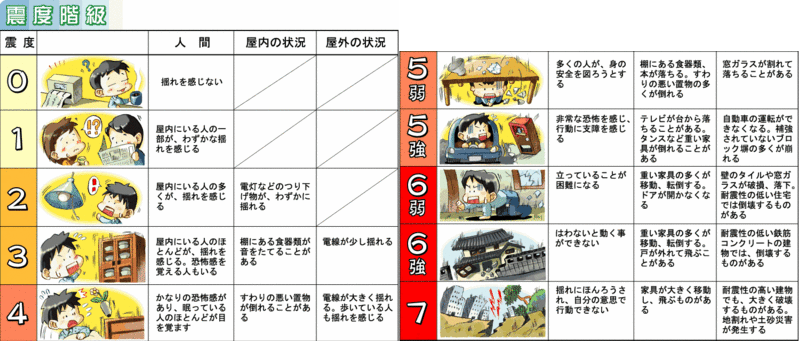 震度階級
震度 人間 屋内の状況 屋外の状況
0
揺れを感じない
1
屋内にいる人の一
部が、わずかな揺
れを感じる
2
屋内にいる人の多
くが、揺れを感じ
る
電灯などのつり下
げ物が、わずかに
揺れる
3
屋内にいる人のほ
とんどが、揺れを
感じる。恐怖感を
覚える人もいる
棚にある食器類が
音をたてることが
ある
電線が少し揺れる
4
かなりの恐怖感が
あり、眠っている
人のほとんどが目
を覚ます
すわりの悪い置物
が倒れることがあ
る
電線が大きく揺れ
る。歩いている人
も揺れを感じる
5
弱
多くの人が、身の
安全を図ろうとす
る
棚にある食器類、
本が落ちる。すわ
りの悪い置物の多
くが倒れる
窓ガラスが割れて
落ちることがある
5
強
非常な恐怖を感じ、
行動に支障を感じ
る
テレビが台から落
ちることがある。
タンスなど重い家
具が倒れることが
ある
自動車の運転がで
きなくなる。補強
されていないブロッ
ク塀の多くが崩
れる
6
弱
立っていることが
困難になる
重い家具の多くが
移動、転倒する。
ドアが開かなくな
る
壁のタイルや窓ガ
ラスが破損、落下。
耐震性の低い住宅
では倒壊するもの
がある
6
強
はわないと動く事
ができない
重い家具の多くが
移動、転倒する。
戸が外れて飛ぶこ
とがある
耐震性の低い鉄筋
コンクリートの建
物では、倒壊する
ものがある
7
揺れにほんろうさ
れ、自分の意思で
行動できない
家具が大きく移動
し、飛ぶものがあ
る
耐震性の高い建物
でも、大きく破壊
するものがある。
地割れや土砂災害
が発生する